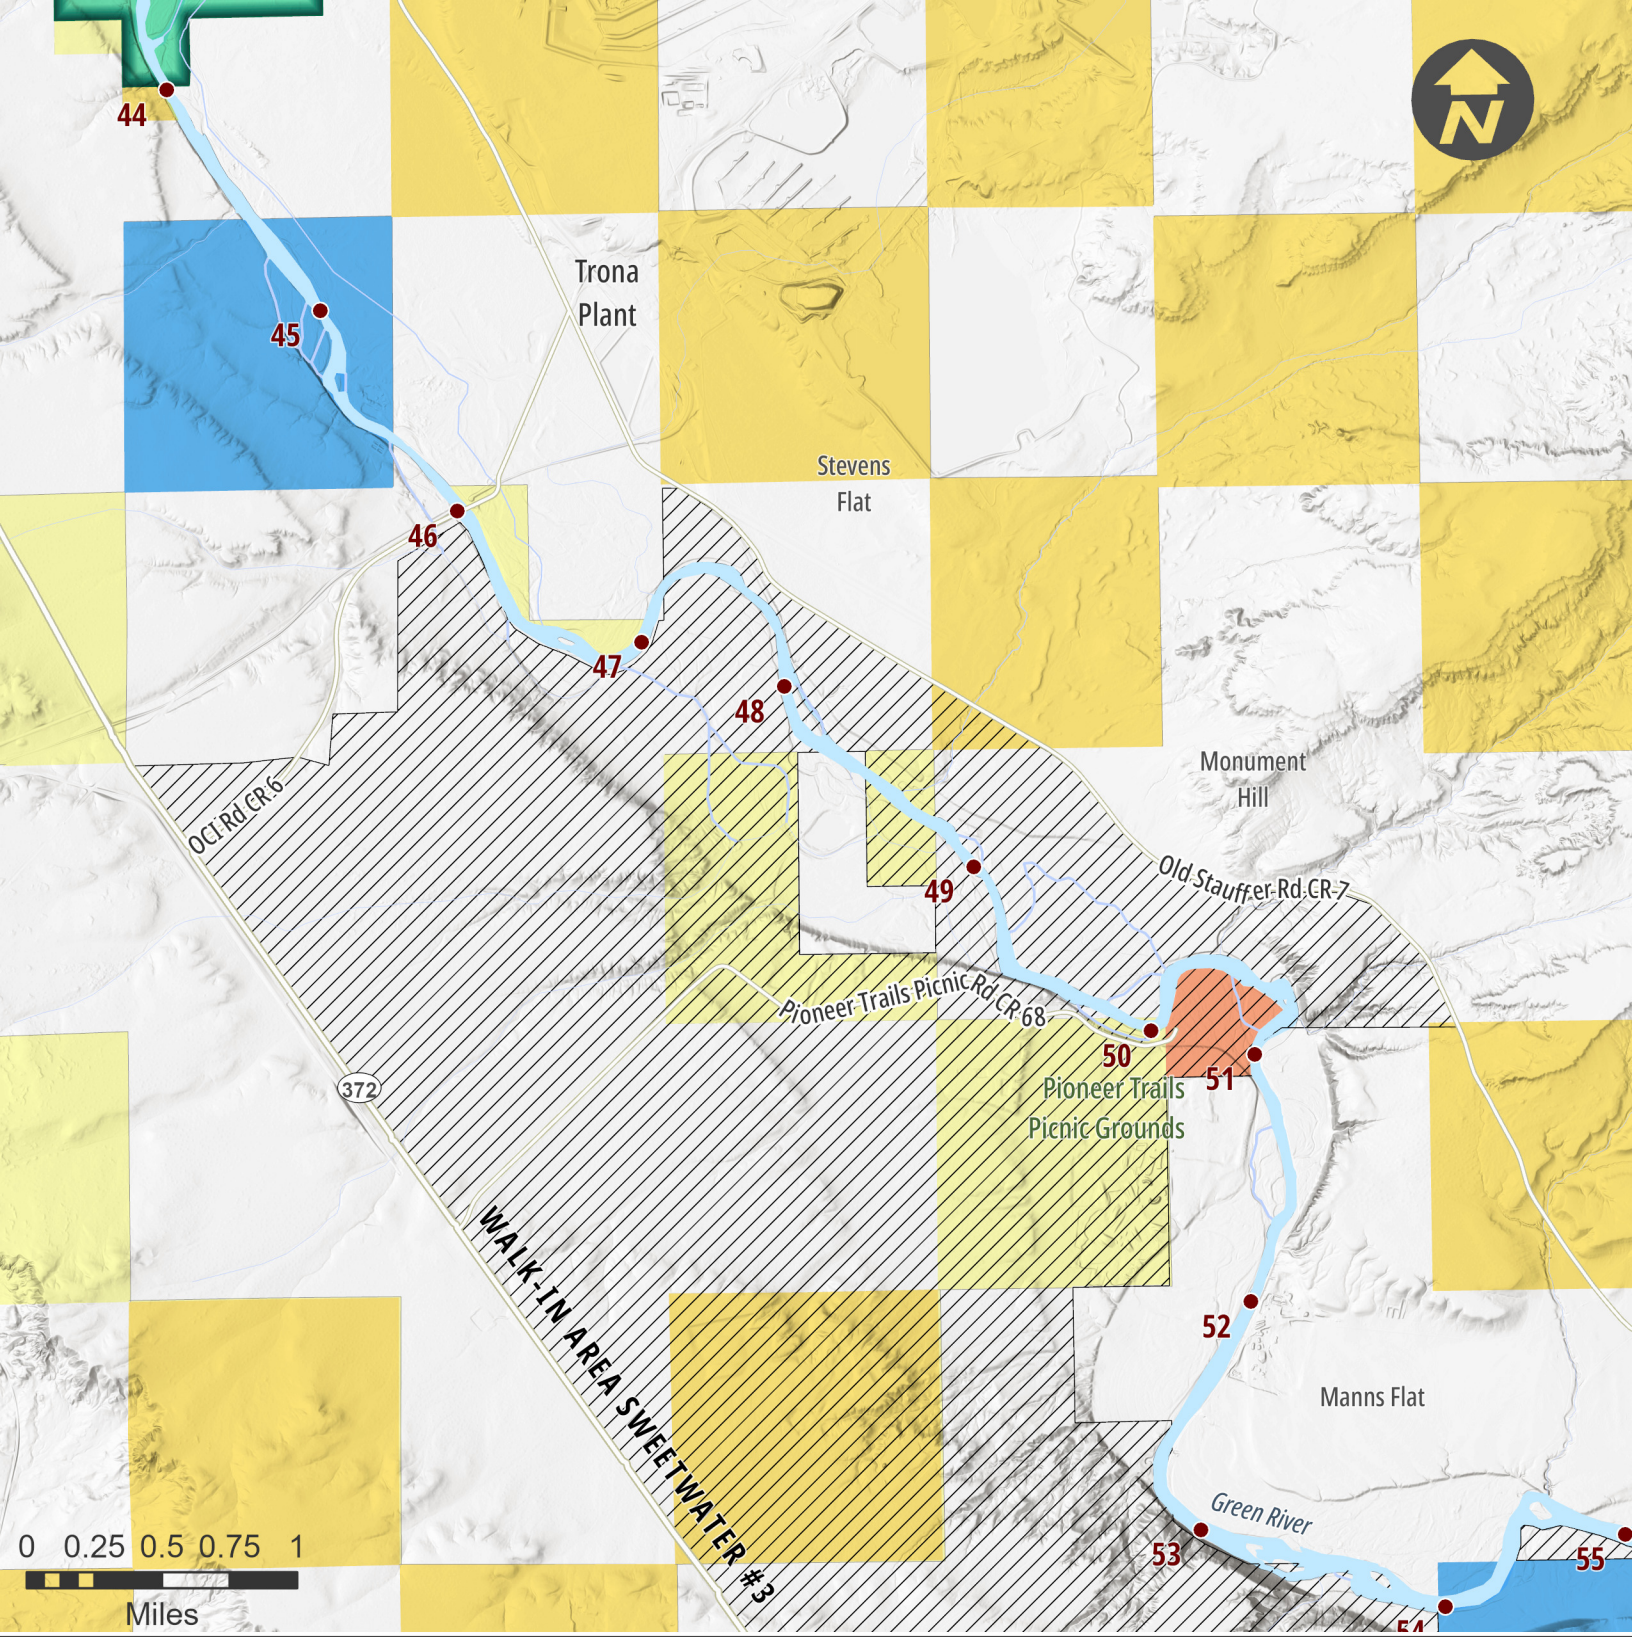 N
44
Trona
Plant
45
Stevens
Flat
46
47
48
Monument
Hill
OCI Rd CR 6
49
Old Stauffer Rd CR 7
Pioneer Trails Picnic Rd CR 68
50
51
372
Pioneer Trails
Picnic Grounds
WALK-IN AREA SWEETWATER #3
52
Manns Flat
Green River
53
55
54
0 0.25 0.5 0.75 1
Miles